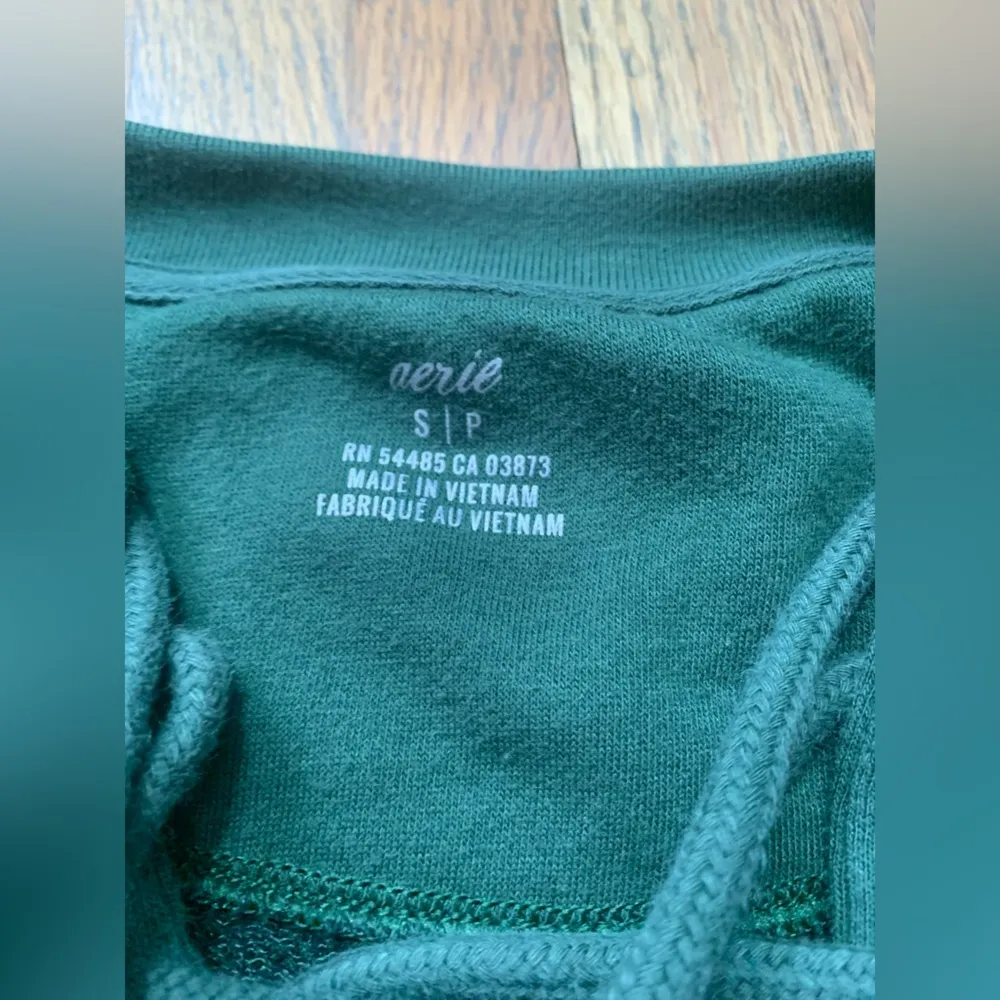 aerie
S | P
RN 54485 CA 03873
MADE IN VIETNAM
FABRIQUÉ AU VIETNAM